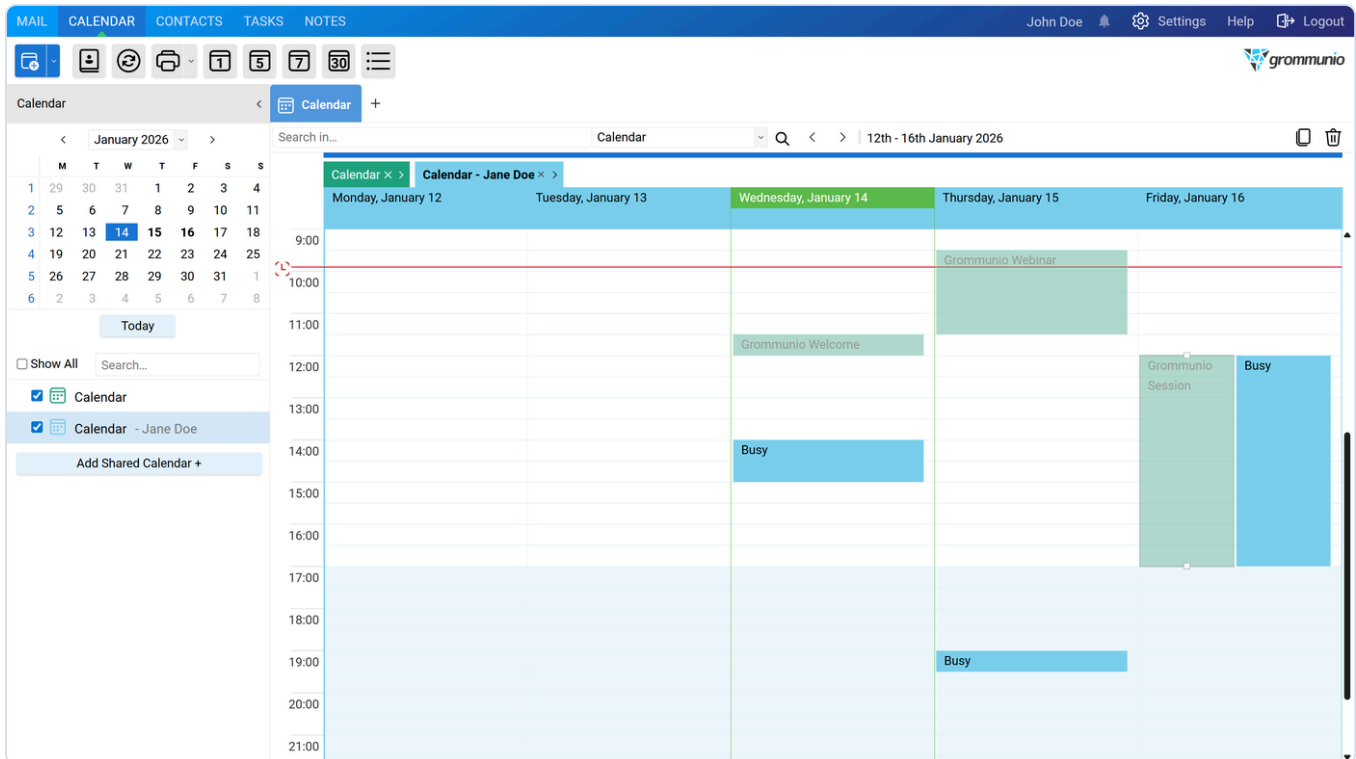 MAIL CALENDAR CONTACTS TASKS NOTES John Doe Settings Help Logout
1 5 7 30 grommunio
Calendar
Calendar +
January 2026
Search in... Calendar 12th - 16th January 2026
M T W T F S S
1 29 30 31 1 2 3 4
2 5 6 7 8 9 10 11
3 12 13 14 15 16 17 18
4 19 20 21 22 23 24 25
5 26 27 28 29 30 31 1
6 2 3 4 5 6 7 8
Today
Show All Search...
Calendar
Calendar - Jane Doe
Add Shared Calendar +
Calendar × > Calendar - Jane Doe × >
Monday, January 12 Tuesday, January 13 Wednesday, January 14 Thursday, January 15 Friday, January 16
9:00
Grommunio Webinar
10:00
11:00
Grommunio Welcome
12:00
Grommunio
Session
Busy
13:00
14:00
Busy
15:00
16:00
17:00
18:00
19:00
Busy
20:00
21:00